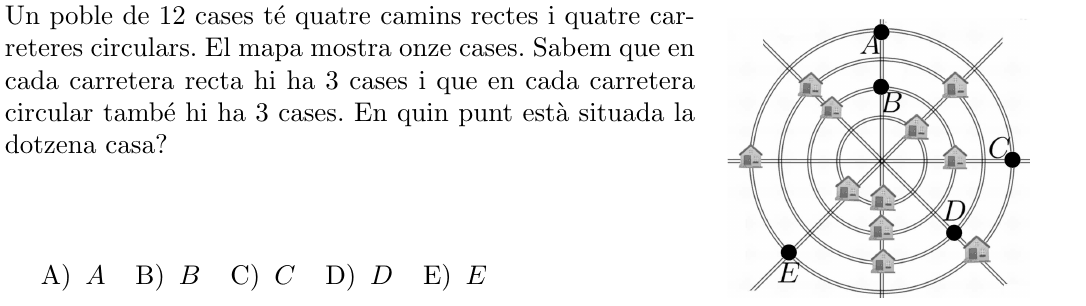 Un poble de 12 cases té quatre camins rectes i quatre car-
reteres circulars. El mapa mostra onze cases. Sabem que en
cada carretera recta hi ha 3 cases i que en cada carretera
circular també hi ha 3 cases. En quin punt està situada la
dotzena casa?
A) A B) B C) C D) D E) E
A
B
C
D
E